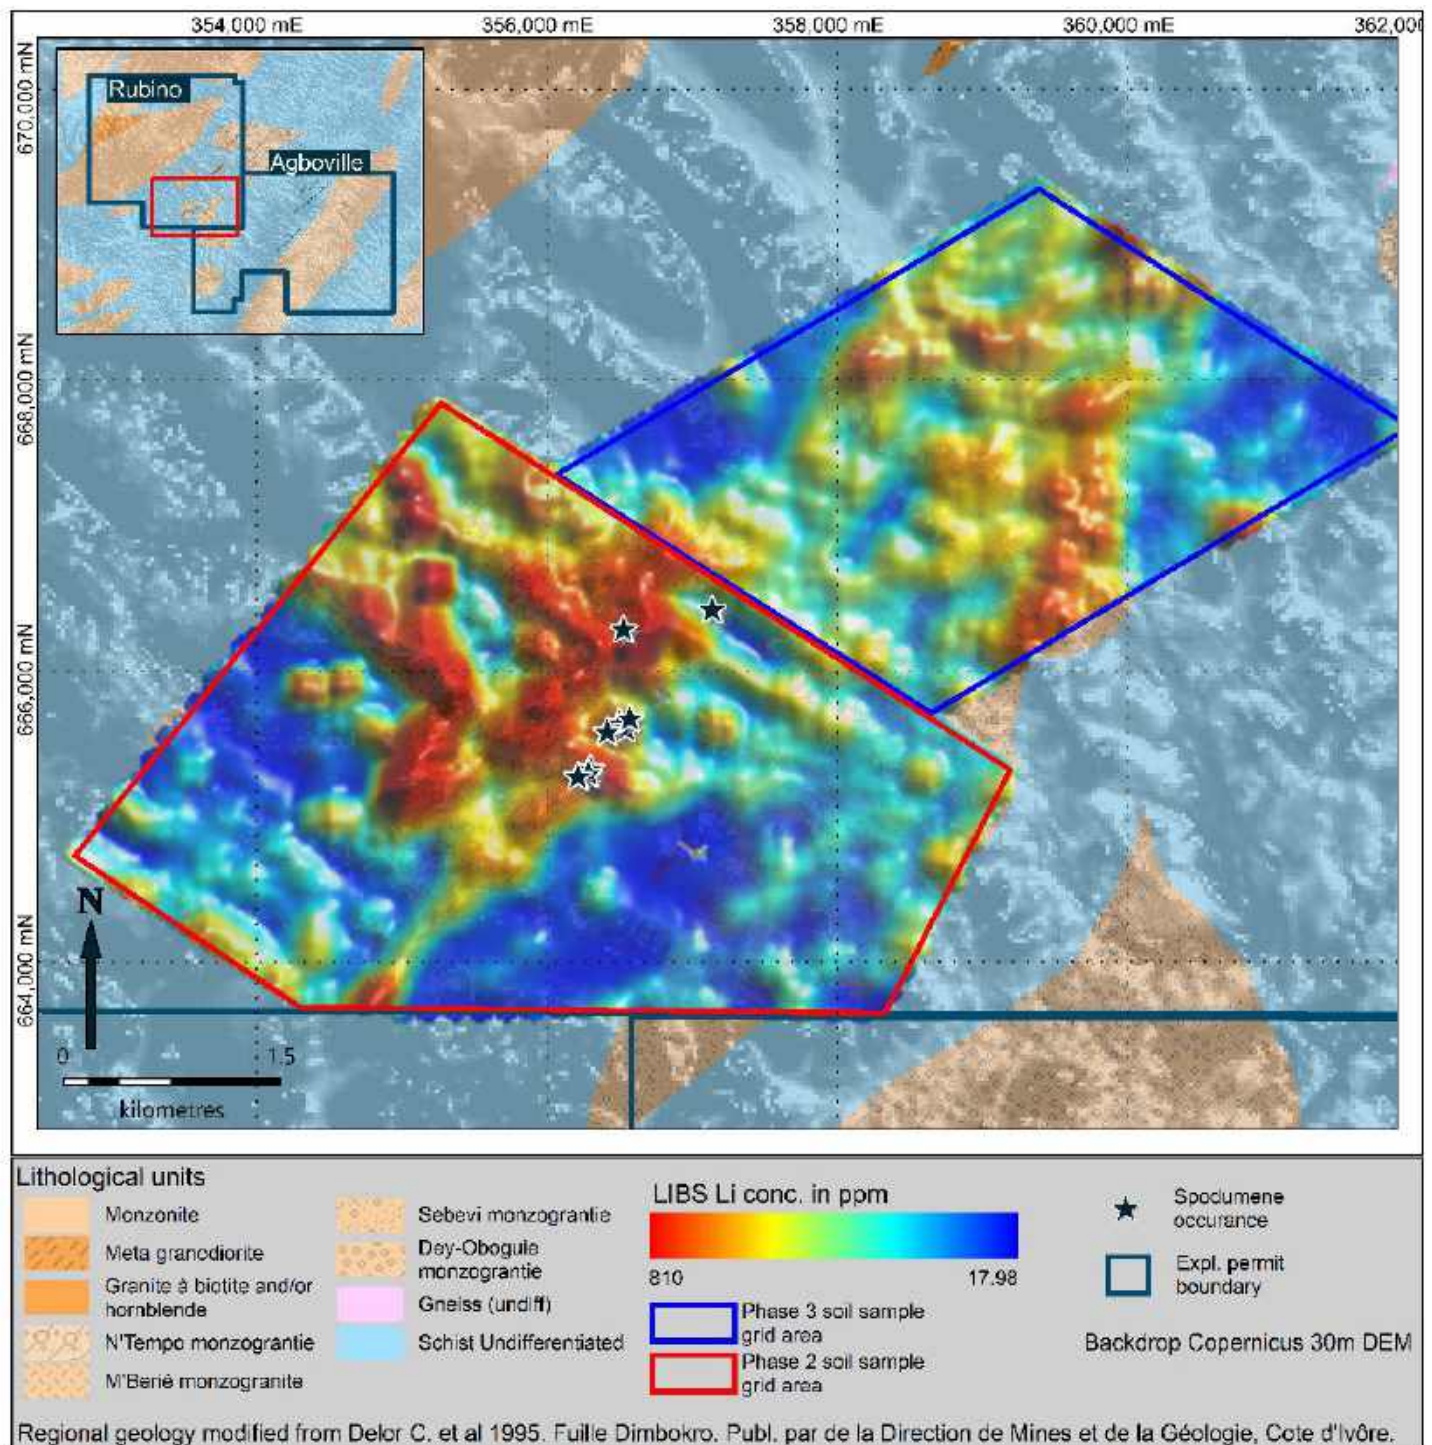 354,000 mE 356,000 mE 358,000 mE 360,000 mE 362,00
670,000 mN
668,000 mN
666,000 mN
664,000 mN
Rubino
Agboville
N
0 1.5
kilometres
Lithological units
Monzonite
Meta granodiorite
Granite à biotite and/or
hornblende
N'Tempo monzograntie
M'Berié monzogranite
Sebevi monzograntie
Dey-Oboguie
monzograntie
Gneiss (undiff)
Schist Undifferentiated
LIBS Li conc. in ppm
810 17.98
Phase 3 soil sample
grid area
Phase 2 soil sample
grid area
Spodumene
occurance
Expl. permit
boundary
Backdrop Copernicus 30m DEM
Regional geology modified from Delor C. et al 1995. Fuille Dimbokro. Publ. par de la Direction de Mines et de la Géologie, Cote d'Ivôre.